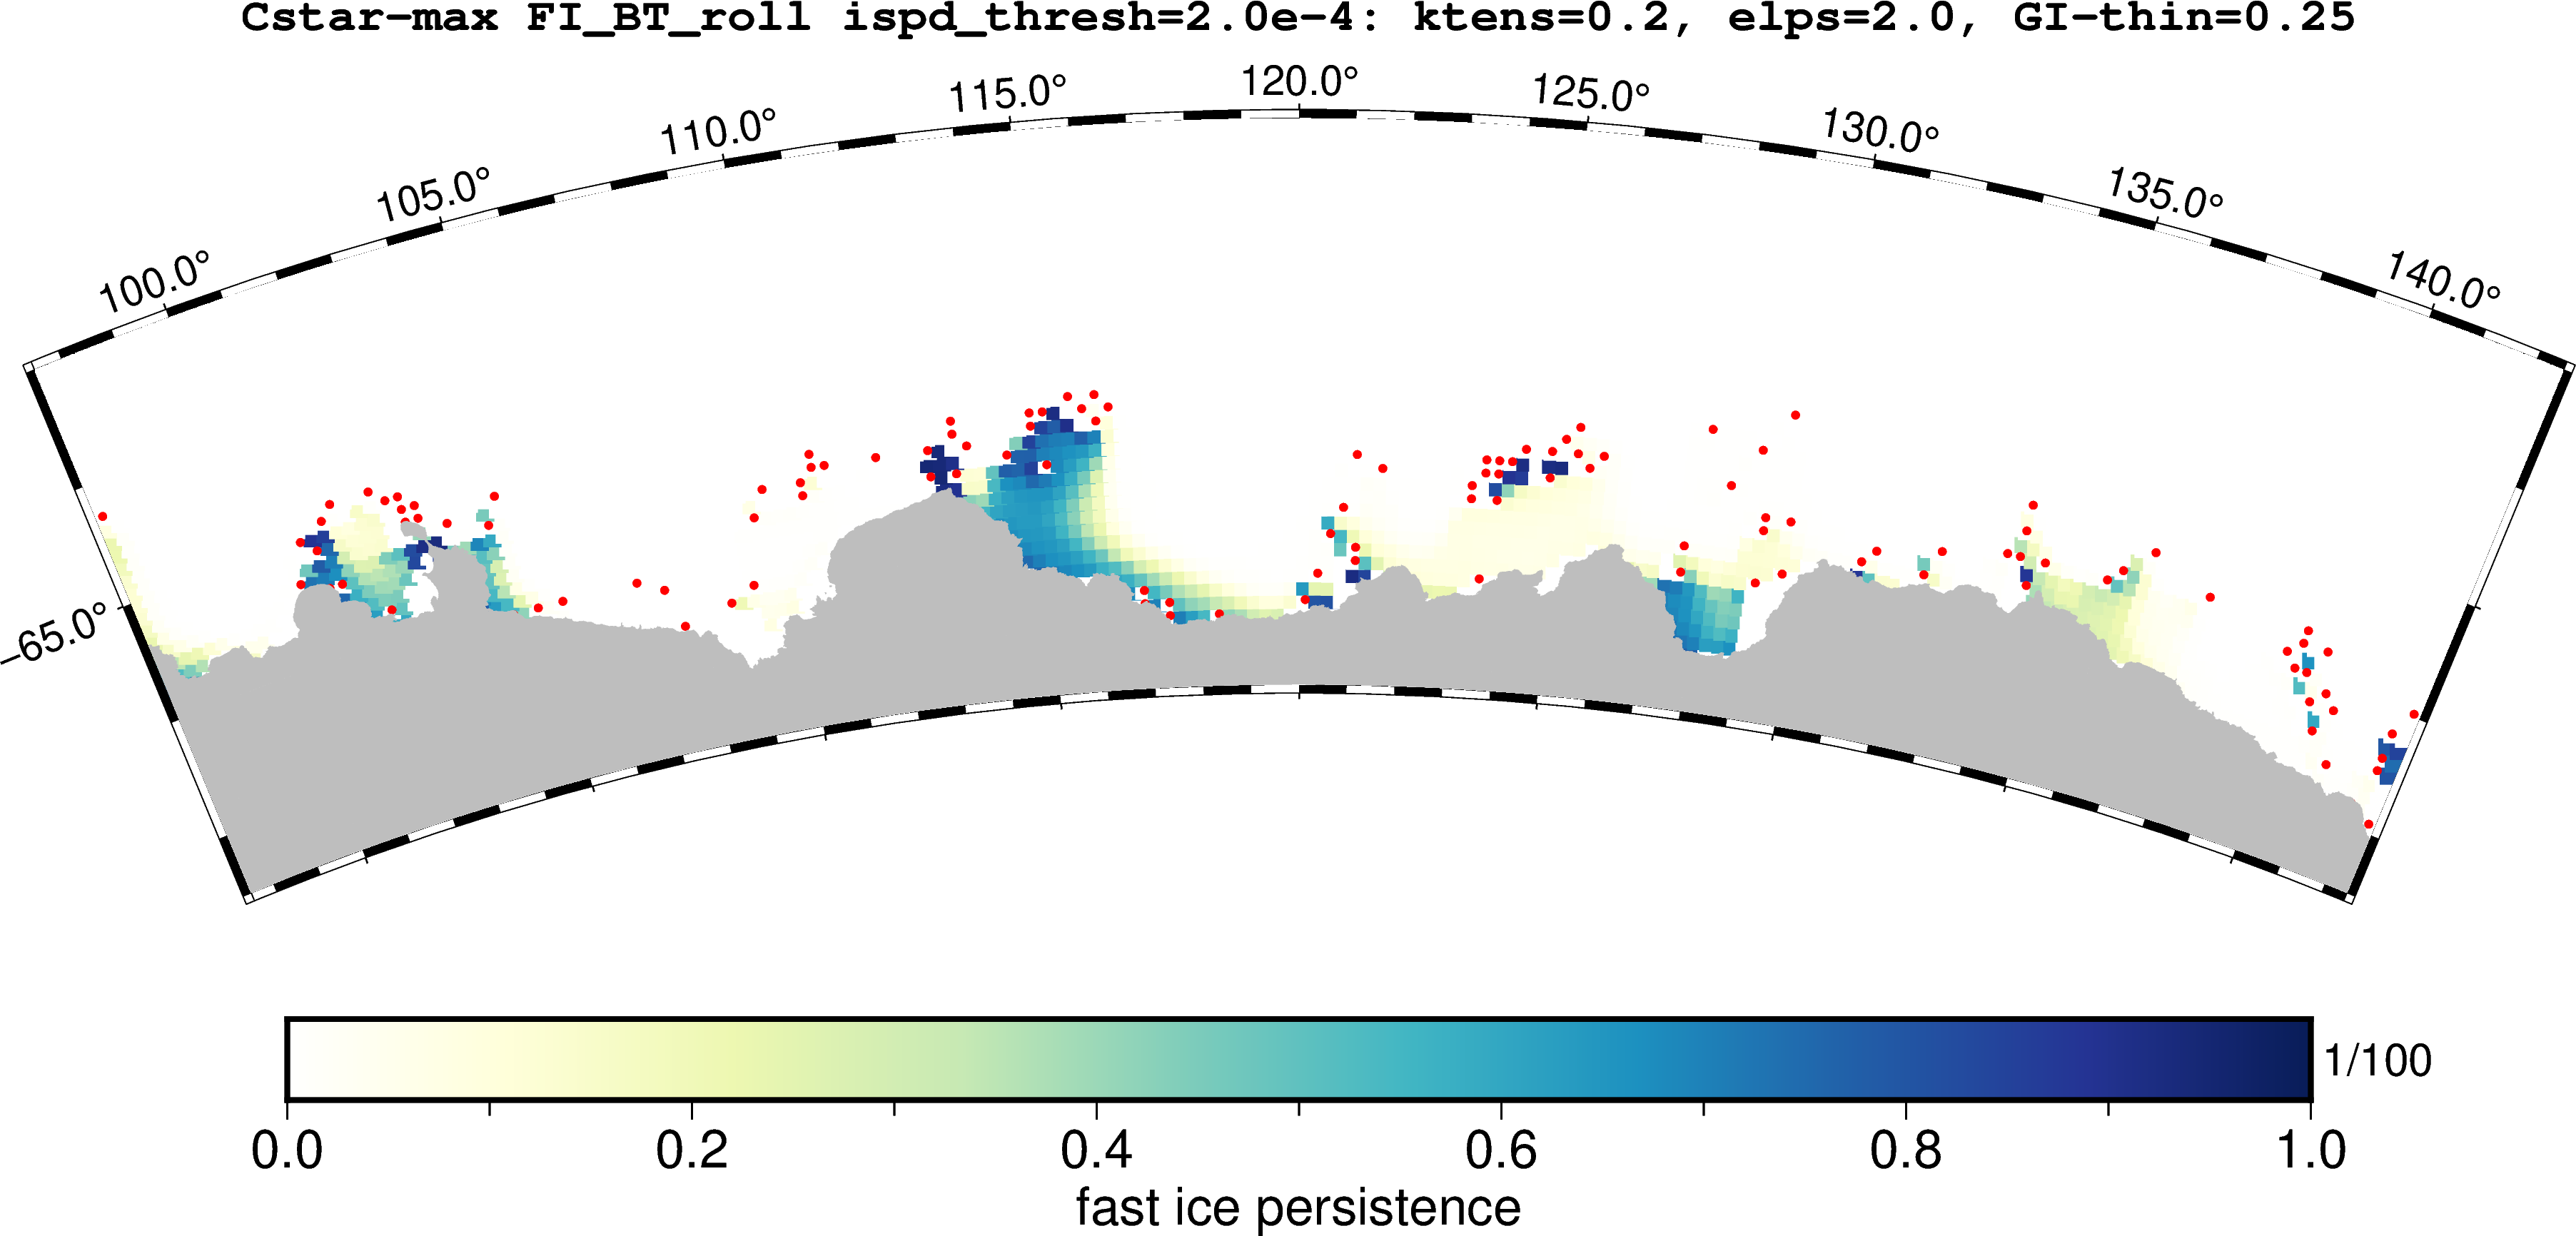 Cstar-max FI_BT_roll ispd_thresh=2.0e-4: ktens=0.2, elps=2.0, GI-thin=0.25
100.0° 105.0° 110.0° 115.0° 120.0° 125.0° 130.0° 135.0° 140.0°
-65.0°
1/100
0.0 0.2 0.4 0.6 0.8 1.0
fast ice persistence